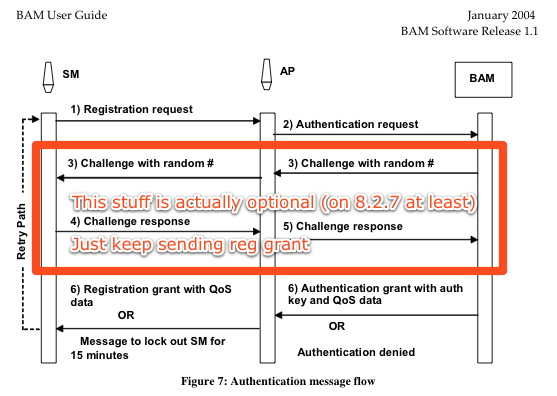 BAM User Guide January 2004
BAM Software Release 1.1
SM AP BAM
1) Registration request
2) Authentication request
3) Challenge with random # 3) Challenge with random #
This stuff is actually optional (on 8.2.7 at least)
4) Challenge response 5) Challenge response
Just keep sending reg grant
Retry Path
6) Registration grant with QoS 6) Authentication grant with auth
data key and QoS data
OR OR
Message to lock out SM for Authentication denied
15 minutes
Figure 7: Authentication message flow